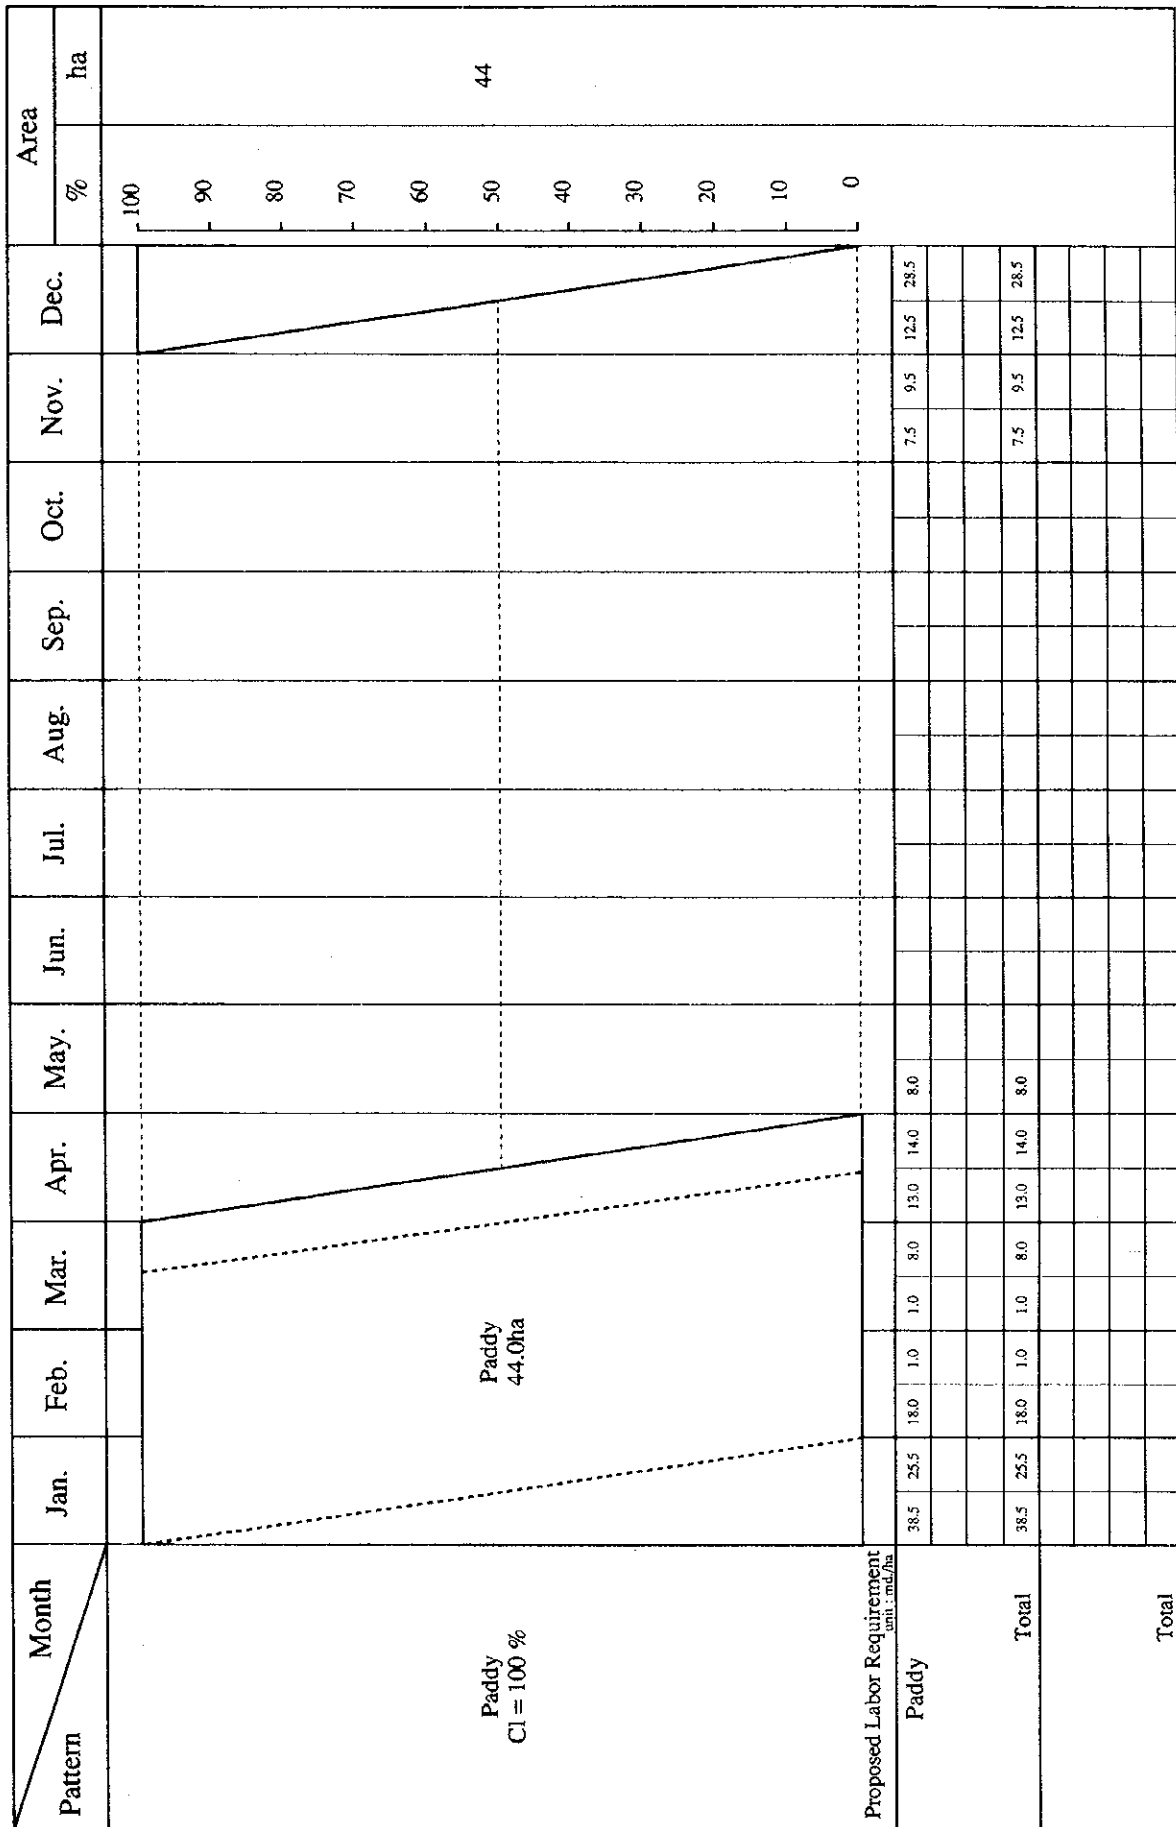 Month
Pattern
Jan. Feb. Mar. Apr. May. Jun. Jul. Aug. Sep. Oct. Nov. Dec.
Area
% ha
Paddy
CI = 100 %
Paddy
44.0ha
100
90
80
70
60
50
40
30
20
10
0
44
Proposed Labor Requirement
unit : md./ha
Paddy 38.5 25.5 18.0 1.0 1.0 8.0 13.0 14.0 8.0 7.5 9.5 12.5 28.5
Total 38.5 25.5 18.0 1.0 1.0 8.0 13.0 14.0 8.0 7.5 9.5 12.5 28.5
Total